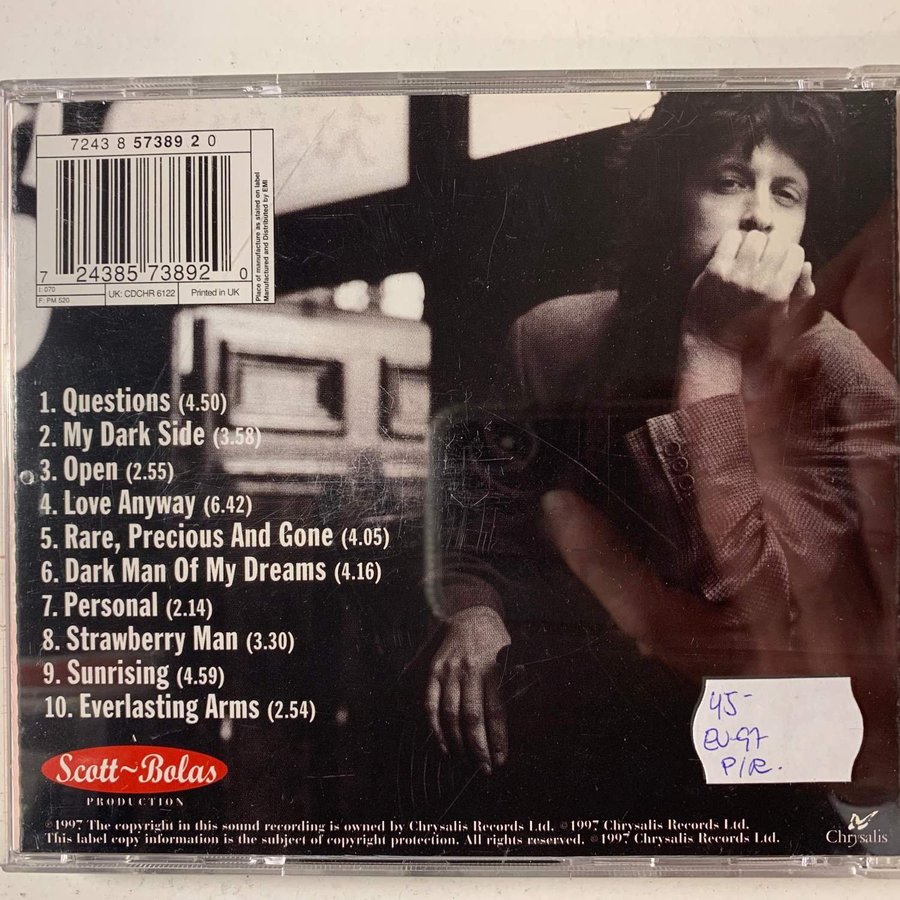 7243 8 57389 2 0
7 24385 73892 0
I: 070
F: PM 520
UK: CDCHR 6122
Printed in UK
Place of manufacture as stated on label
Manufactured and Distributed by EMI
1. Questions (4.50)
2. My Dark Side (3.58)
3. Open (2.55)
4. Love Anyway (6.42)
5. Rare, Precious And Gone (4.05)
6. Dark Man Of My Dreams (4.16)
7. Personal (2.14)
8. Strawberry Man (3.30)
9. Sunrising (4.59)
10. Everlasting Arms (2.54)
A
Scott~Bolas
PRODUCTION
45-
EU-97
P/R.
℗1997 The copyright in this sound recording is owned by Chrysalis Records Ltd. ©1997 Chrysalis Records Ltd.
This label copy information is the subject of copyright protection. All rights reserved. ©1997 Chrysalis Records Ltd.
Chrysalis